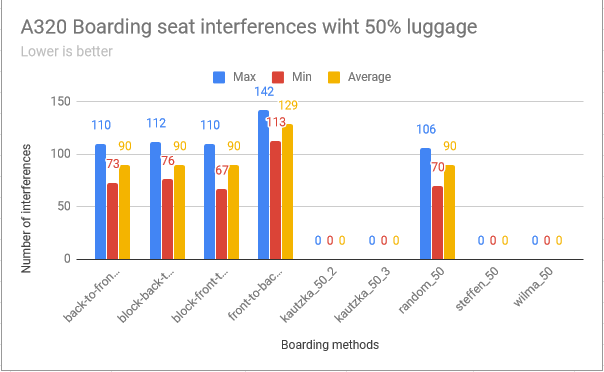 A320 Boarding seat interferences wiht 50% luggage
Lower is better
Max Min Average
Number of interferences
150
100
50
0
110 73 90
112 76 90
110 67 90
142 113 129
0 0 0
0 0 0
106 70 90
0 0 0
0 0 0
back-to-fron...
block-back-t...
block-front-t...
front-to-bac...
kautzka_50_2
kautzka_50_3
random_50
steffen_50
wilma_50
Boarding methods